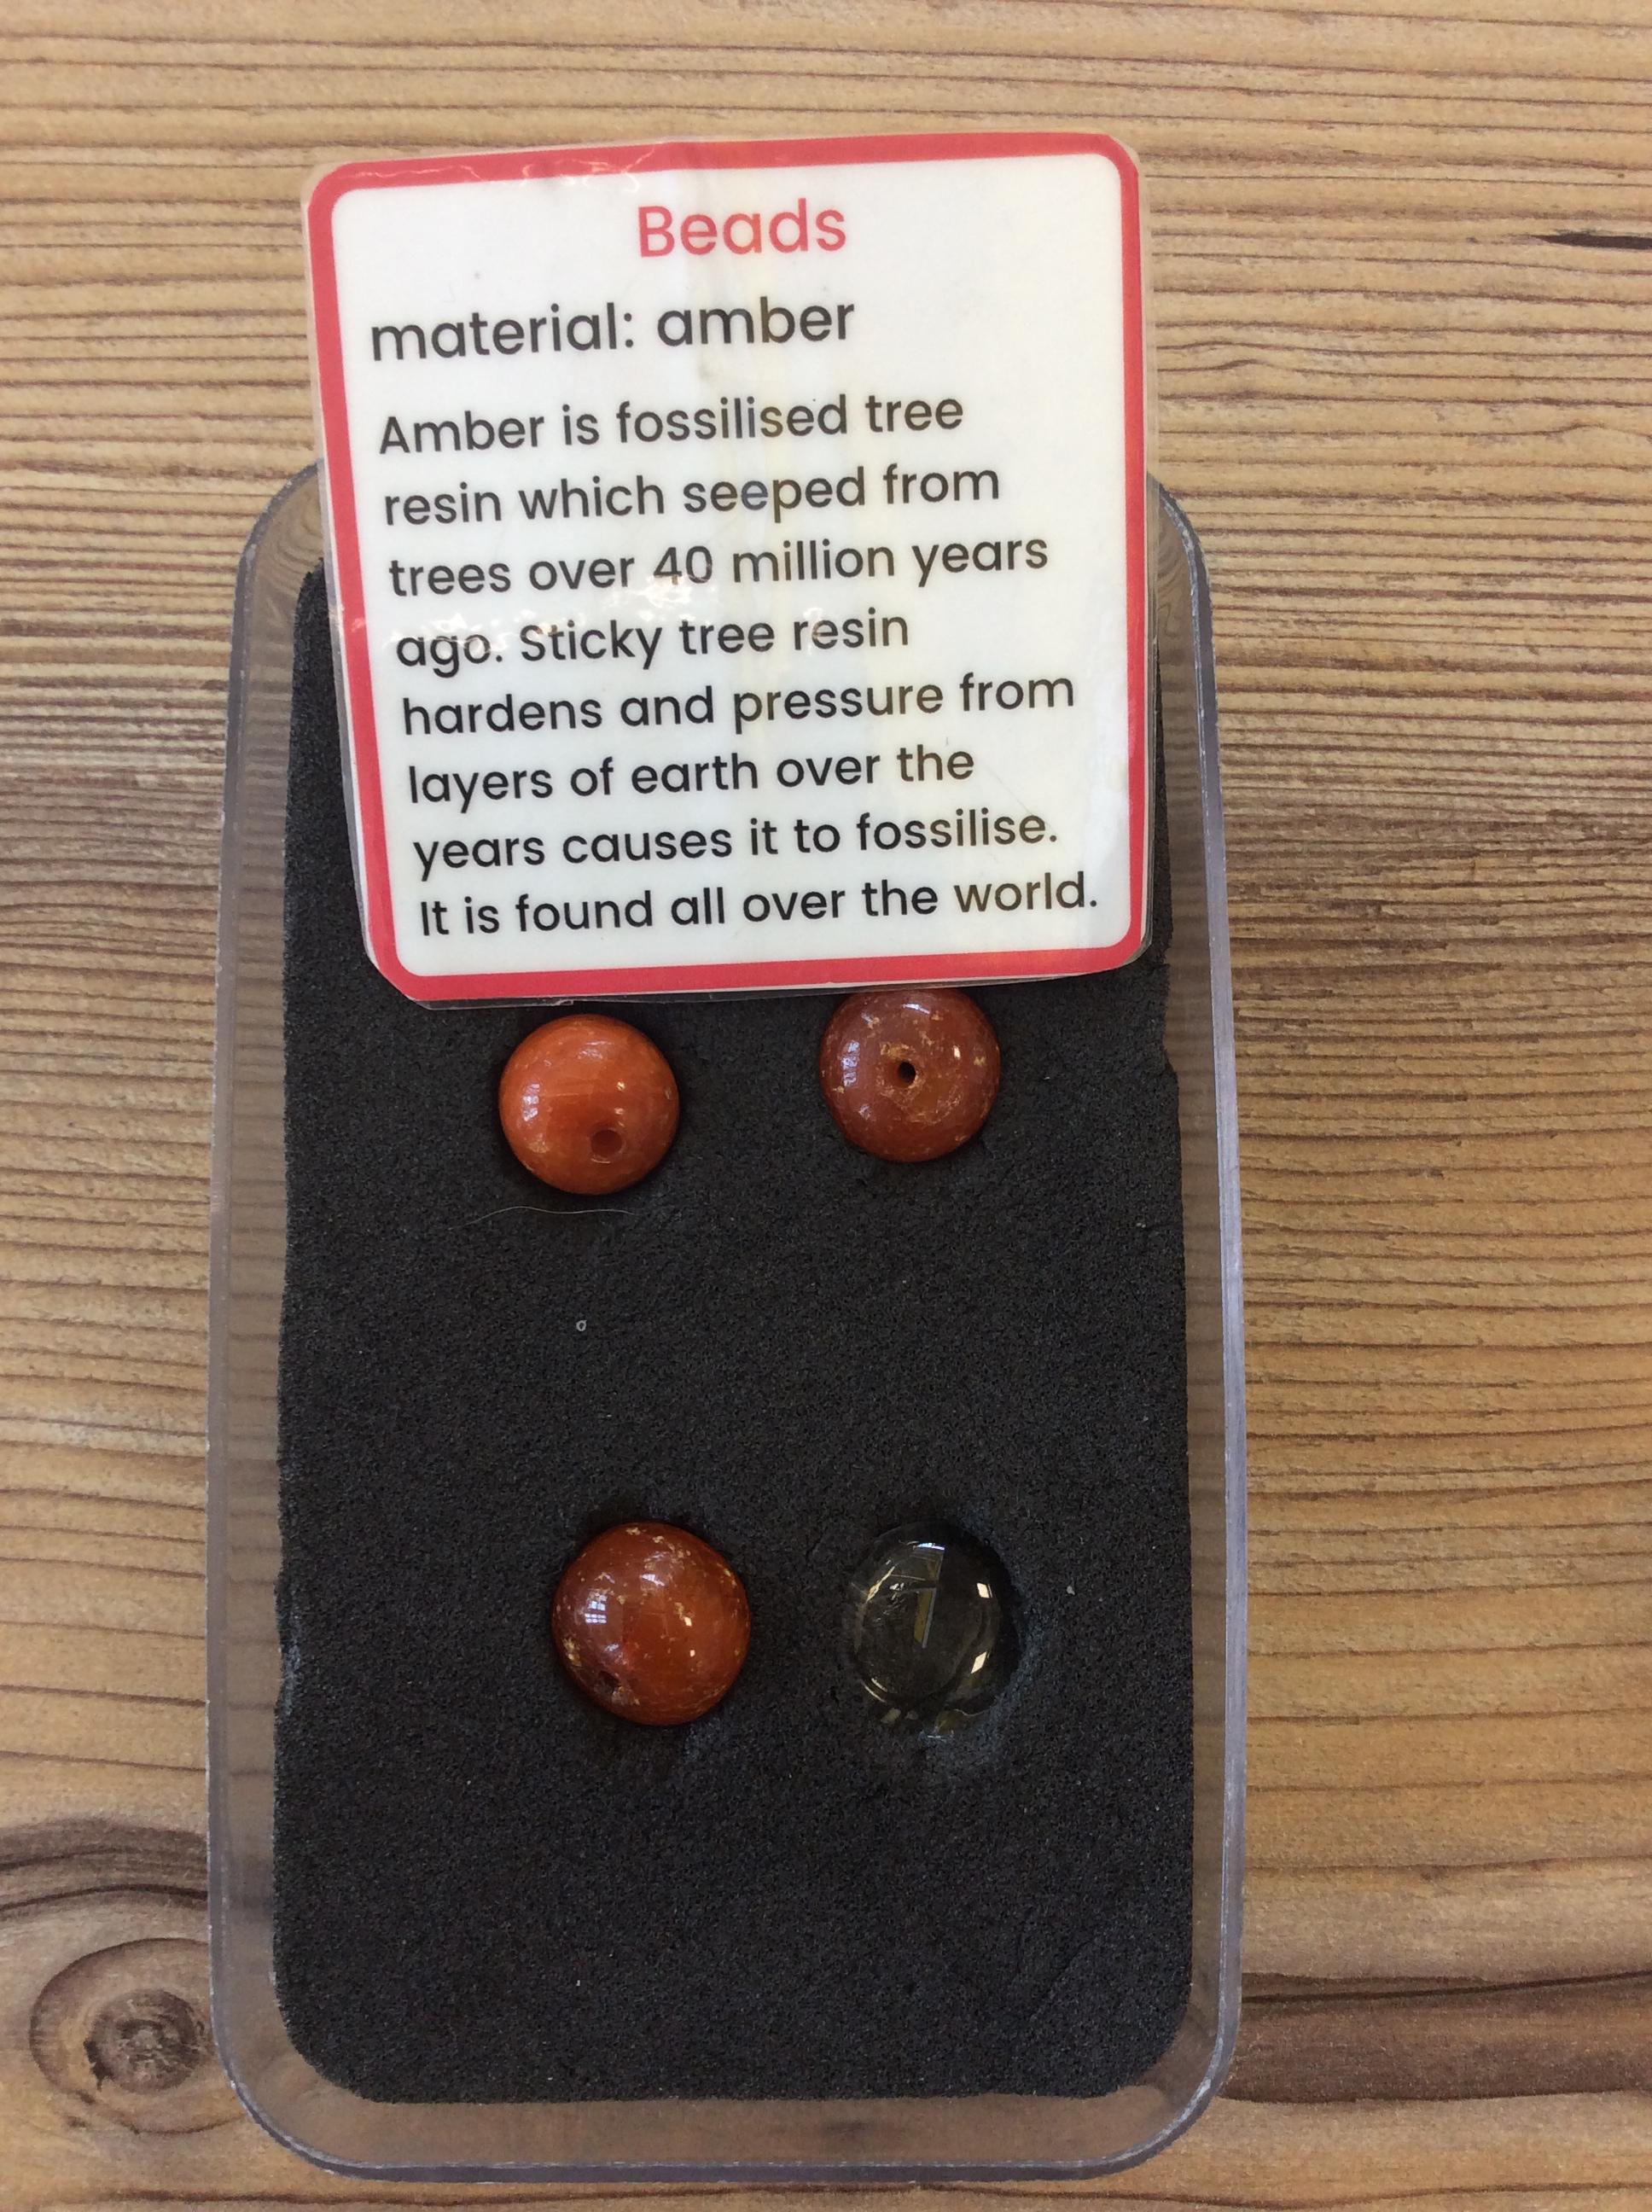 Beads
material: amber
Amber is fossilised tree
resin which seeped from
trees over 40 million years
ago. Sticky tree resin
hardens and pressure from
layers of earth over the
years causes it to fossilise.
It is found all over the world.